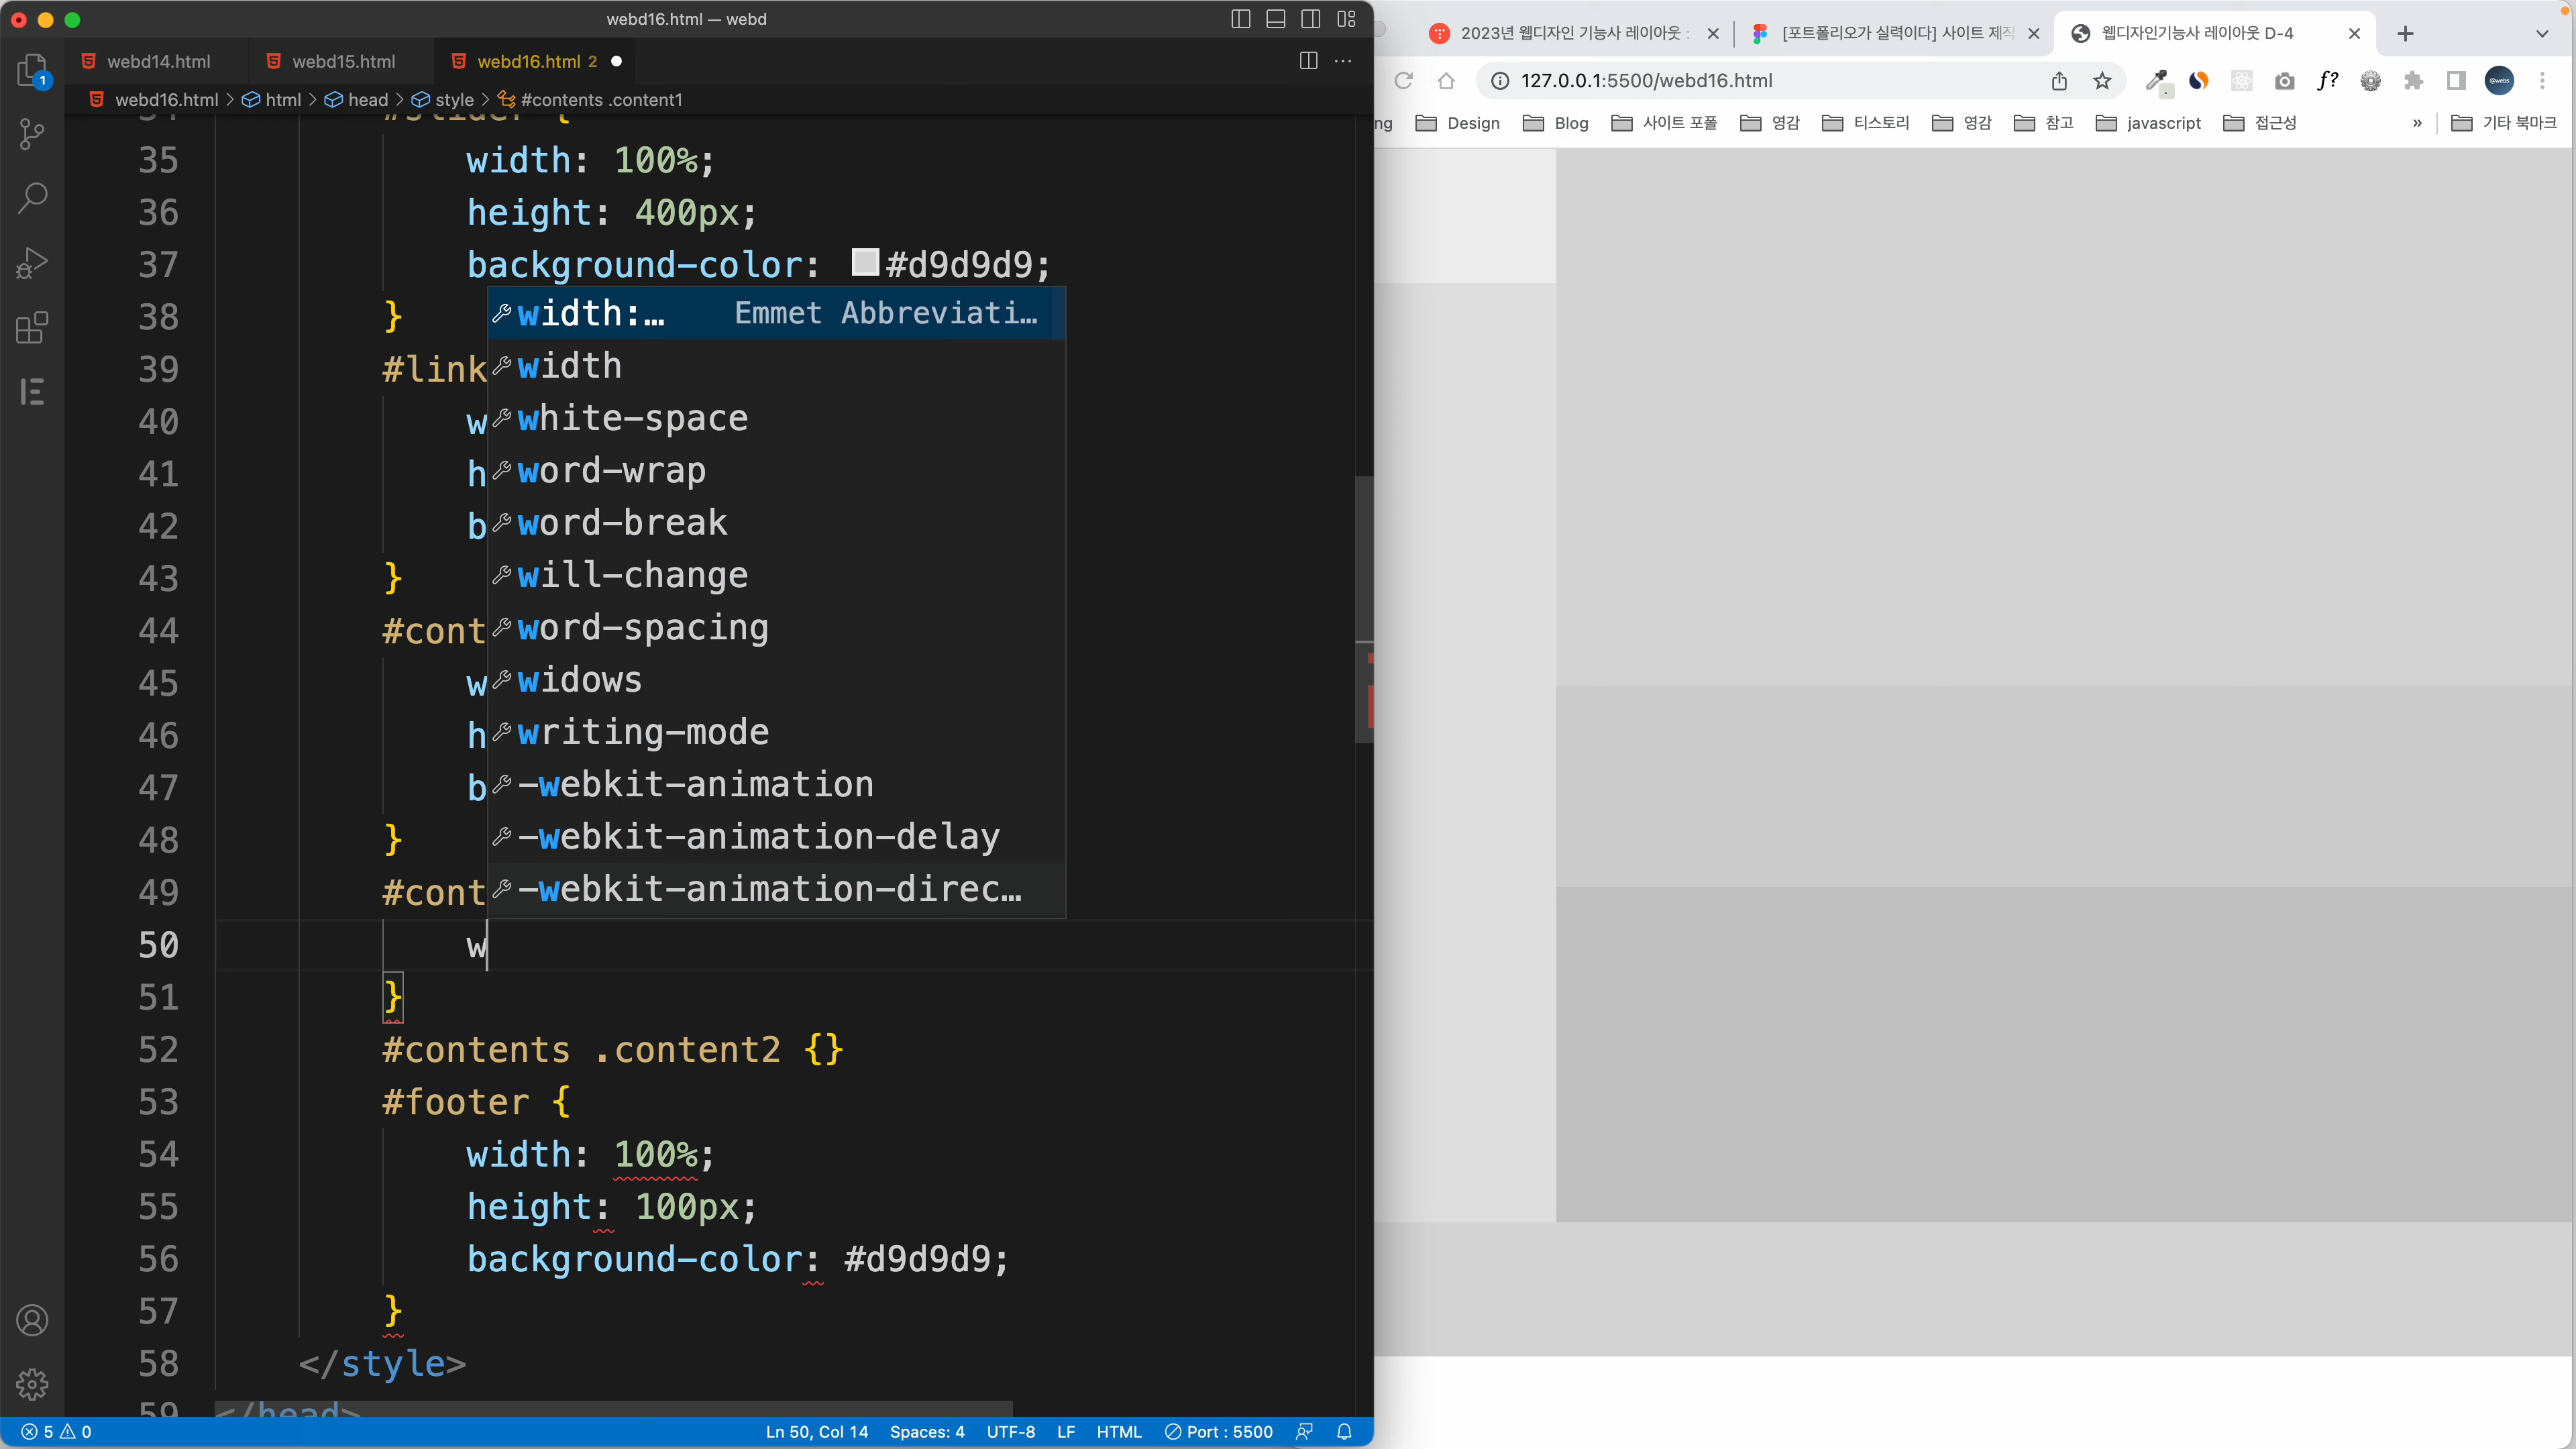 webd16.html — webd
webd14.html
webd15.html
webd16.html 2
webd16.html > html > head > style > #contents .content1
1
34 #slider {
35 width: 100%;
36 height: 400px;
37 background-color: #d9d9d9;
38 }
39 #link
40 w
41 h
42 b
43 }
44 #cont
45 w
46 h
47 b
48 }
49 #cont
50 w
51 }
52 #contents .content2 {}
53 #footer {
54 width: 100%;
55 height: 100px;
56 background-color: #d9d9d9;
57 }
58 </style>
59 </head>
width:… Emmet Abbreviati…
width
white-space
word-wrap
word-break
will-change
word-spacing
widows
writing-mode
-webkit-animation
-webkit-animation-delay
-webkit-animation-direc…
5 0
Ln 50, Col 14 Spaces: 4 UTF-8 LF HTML Port : 5500
2023년 웹디자인 기능사 레이아웃 :
[포트폴리오가 실력이다] 사이트 제작
웹디자인기능사 레이아웃 D-4
127.0.0.1:5500/webd16.html
f?
@webs
ng Design Blog 사이트 포폴 영감 티스토리 영감 참고 javascript 접근성 » 기타 북마크